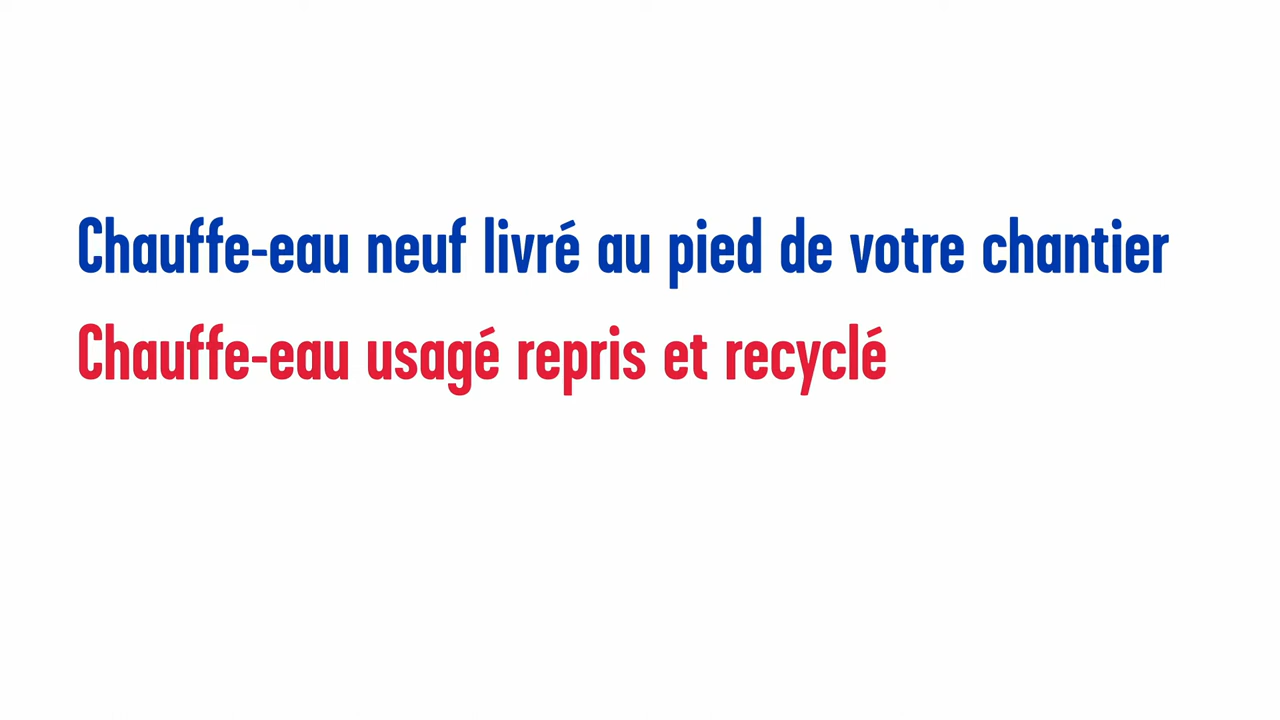 Chauffe-eau neuf livré au pied de votre chantier
Chauffe-eau usagé repris et recyclé